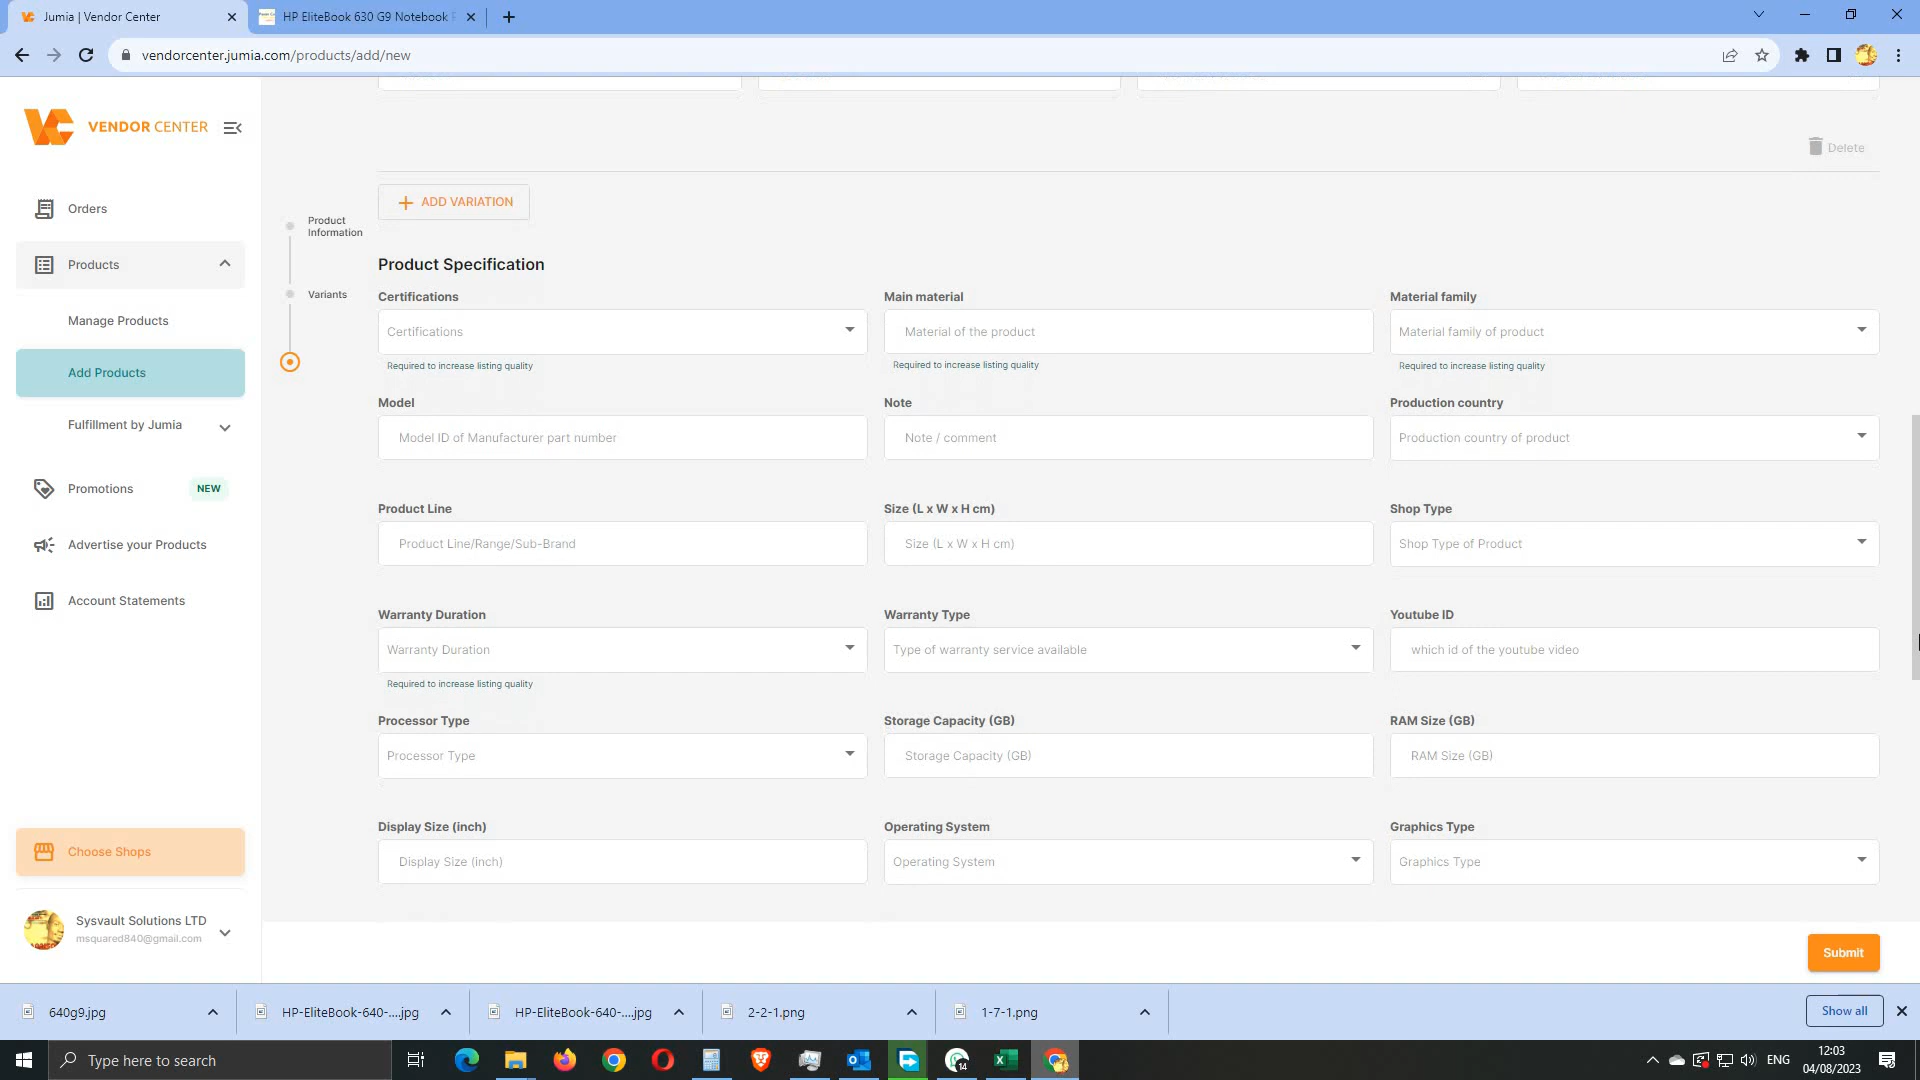 Jumia | Vendor Center
HP EliteBook 630 G9 Notebook
vendorcenter.jumia.com/products/add/new
VENDOR CENTER
Delete
Orders
ADD VARIATION
Product
Information
Products
Product Specification
Variants
Certifications
Main material
Material family
Manage Products
Certifications
Material of the product
Material family of product
Required to increase listing quality
Required to increase listing quality
Required to increase listing quality
Add Products
Model
Note
Production country
Fulfillment by Jumia
Model ID of Manufacturer part number
Note / comment
Production country of product
Promotions
NEW
Product Line
Size (L x W x H cm)
Shop Type
Advertise your Products
Product Line/Range/Sub-Brand
Size (L x W x H cm)
Shop Type of Product
Account Statements
Warranty Duration
Warranty Type
Youtube ID
Warranty Duration
Type of warranty service available
which id of the youtube video
Required to increase listing quality
Processor Type
Storage Capacity (GB)
RAM Size (GB)
Processor Type
Storage Capacity (GB)
RAM Size (GB)
Display Size (inch)
Operating System
Graphics Type
Choose Shops
Display Size (inch)
Operating System
Graphics Type
Sysvault Solutions LTD
msquared840@gmail.com
Submit
640g9.jpg
HP-EliteBook-640-....jpg
HP-EliteBook-640-....jpg
2-2-1.png
1-7-1.png
Show all
Type here to search
14
ENG
12:03
04/08/2023